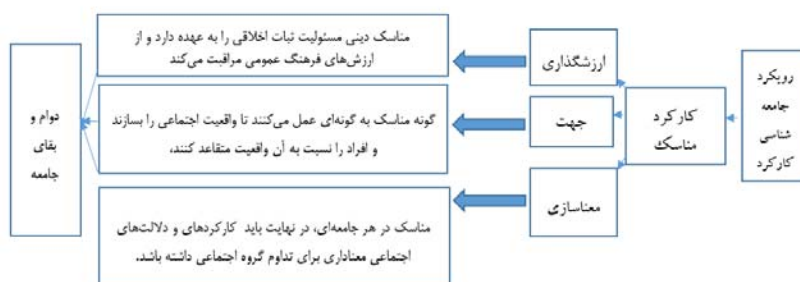 رویکرد
جامعه
شناسی
کارکرد
کارکرد
مناسک
ارزشگذاری
جهت
معناسازی
مناسک دینی مسئولیت ثبات اخلاقی را به عهده دارد و از
ارزش‌های فرهنگ عمومی مراقبت می‌کند
گونه مناسک به گونه‌ای عمل می‌کنند تا واقعیت اجتماعی را بسازند
و افراد را نسبت به آن واقعیت متقاعد کنند،
مناسک در هر جامعه‌ای، در نهایت باید کارکردهای و دلالت‌های
اجتماعی معناداری برای تداوم گروه اجتماعی داشته باشد.
دوام و
بقای
جامعه